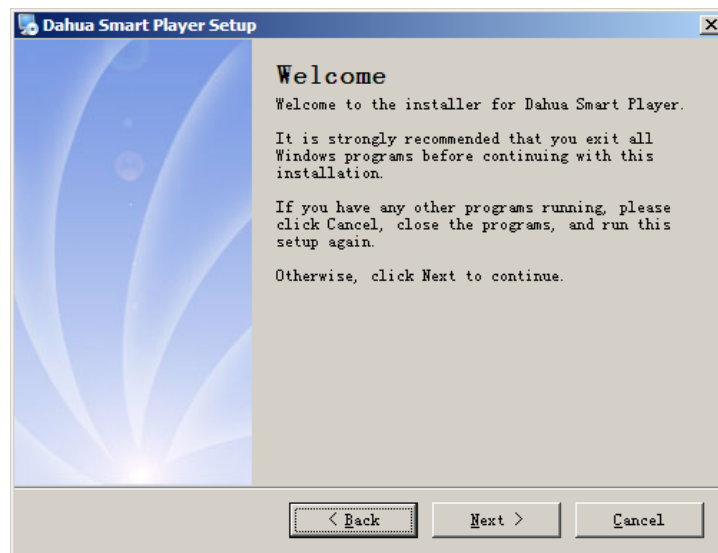 Dahua Smart Player Setup
Welcome
Welcome to the installer for Dahua Smart Player.
It is strongly recommended that you exit all
Windows programs before continuing with this
installation.
If you have any other programs running, please
click Cancel, close the programs, and run this
setup again.
Otherwise, click Next to continue.
< Back Next > Cancel